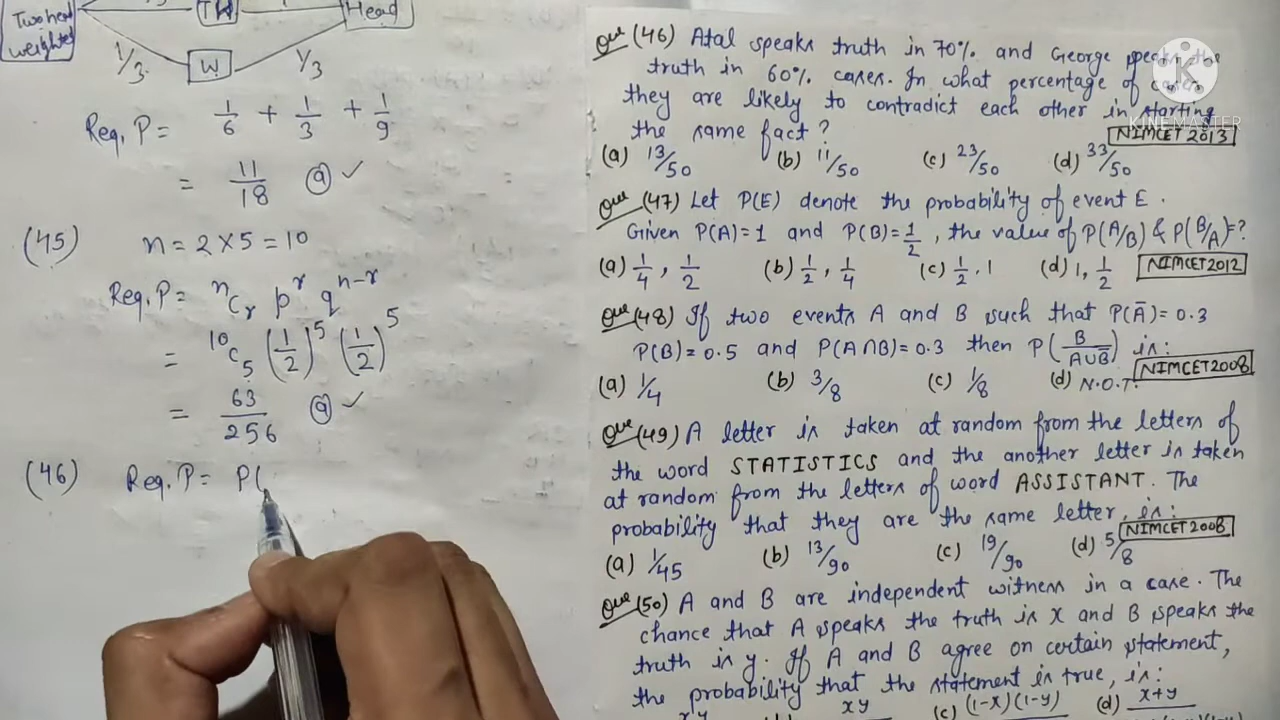 Two head
weighted
TW
Head
1/3
W
1/3
Req. P = 1/6 + 1/3 + 1/9
= 11/18 (a) ✓
(45) n = 2 × 5 = 10
Req. P = ⁿCᵣ pʳ qⁿ⁻ʳ
= ¹⁰C₅ (1/2)⁵ (1/2)⁵
= 63/256 (a) ✓
(46) Req. P = P(
Que (46) Atal speaks truth in 70%. and George speaks the
truth in 60%. cases. In what percentage of cases
they are likely to contradict each other in starting
the same fact? NIMCET 2013
KINEMASTER
(a) 13/50 (b) 11/50 (c) 23/50 (d) 33/50
Que (47) Let P(E) denote the probability of event E.
Given P(A)=1 and P(B)=1/2, the value of P(A/B) & P(B/A)=?
(a) 1/4, 1/2 (b) 1/2, 1/4 (c) 1/2, 1 (d) 1, 1/2 NIMCET 2012
Que (48) If two events A and B such that P(Ā)=0.3
P(B)=0.5 and P(A∩B)=0.3 then P(B/A∪B̅) is:
(a) 1/4 (b) 3/8 (c) 1/8 (d) N.O.T. NIMCET 2008
Que (49) A letter is taken at random from the letters of
the word STATISTICS and the another letter is taken
at random from the letters of word ASSISTANT. The
probability that they are the same letter, is:
(a) 1/45 (b) 13/90 (c) 19/90 (d) 5/8 NIMCET 2008
Que (50) A and B are independent witness in a case. The
chance that A speaks the truth is x and B speaks the
truth is y. If A and B agree on certain statement,
the probability that the statement is true, is:
xy xy (c) (1-x)(1-y) (d) x+y